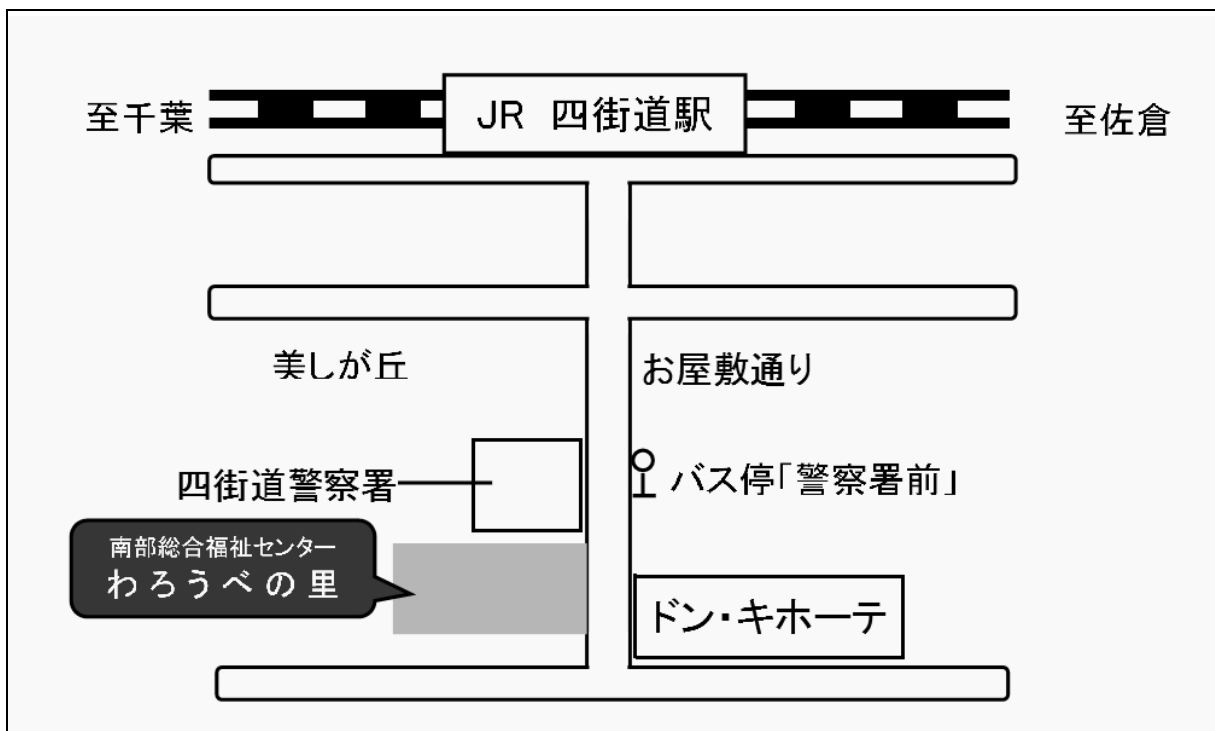 至千葉
JR 四街道駅
至佐倉
美しが丘
お屋敷通り
四街道警察署
バス停「警察署前」
南部総合福祉センター
わろうべの里
ドン・キホーテ